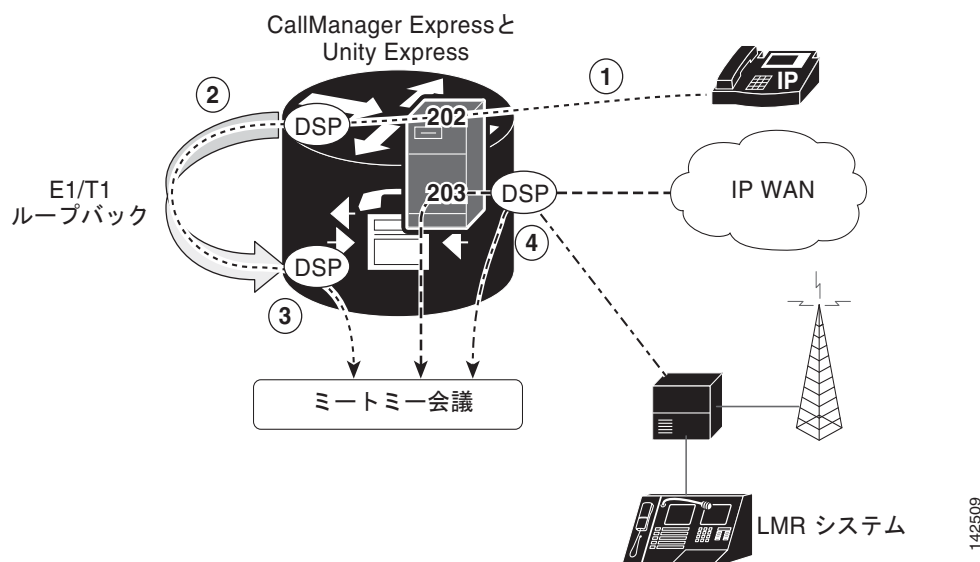 CallManager Expressと
Unity Express
1
IP
2
DSP
202
E1/T1
ループバック
203
DSP
IP WAN
4
DSP
3
ミートミー会議
LMR システム
142509